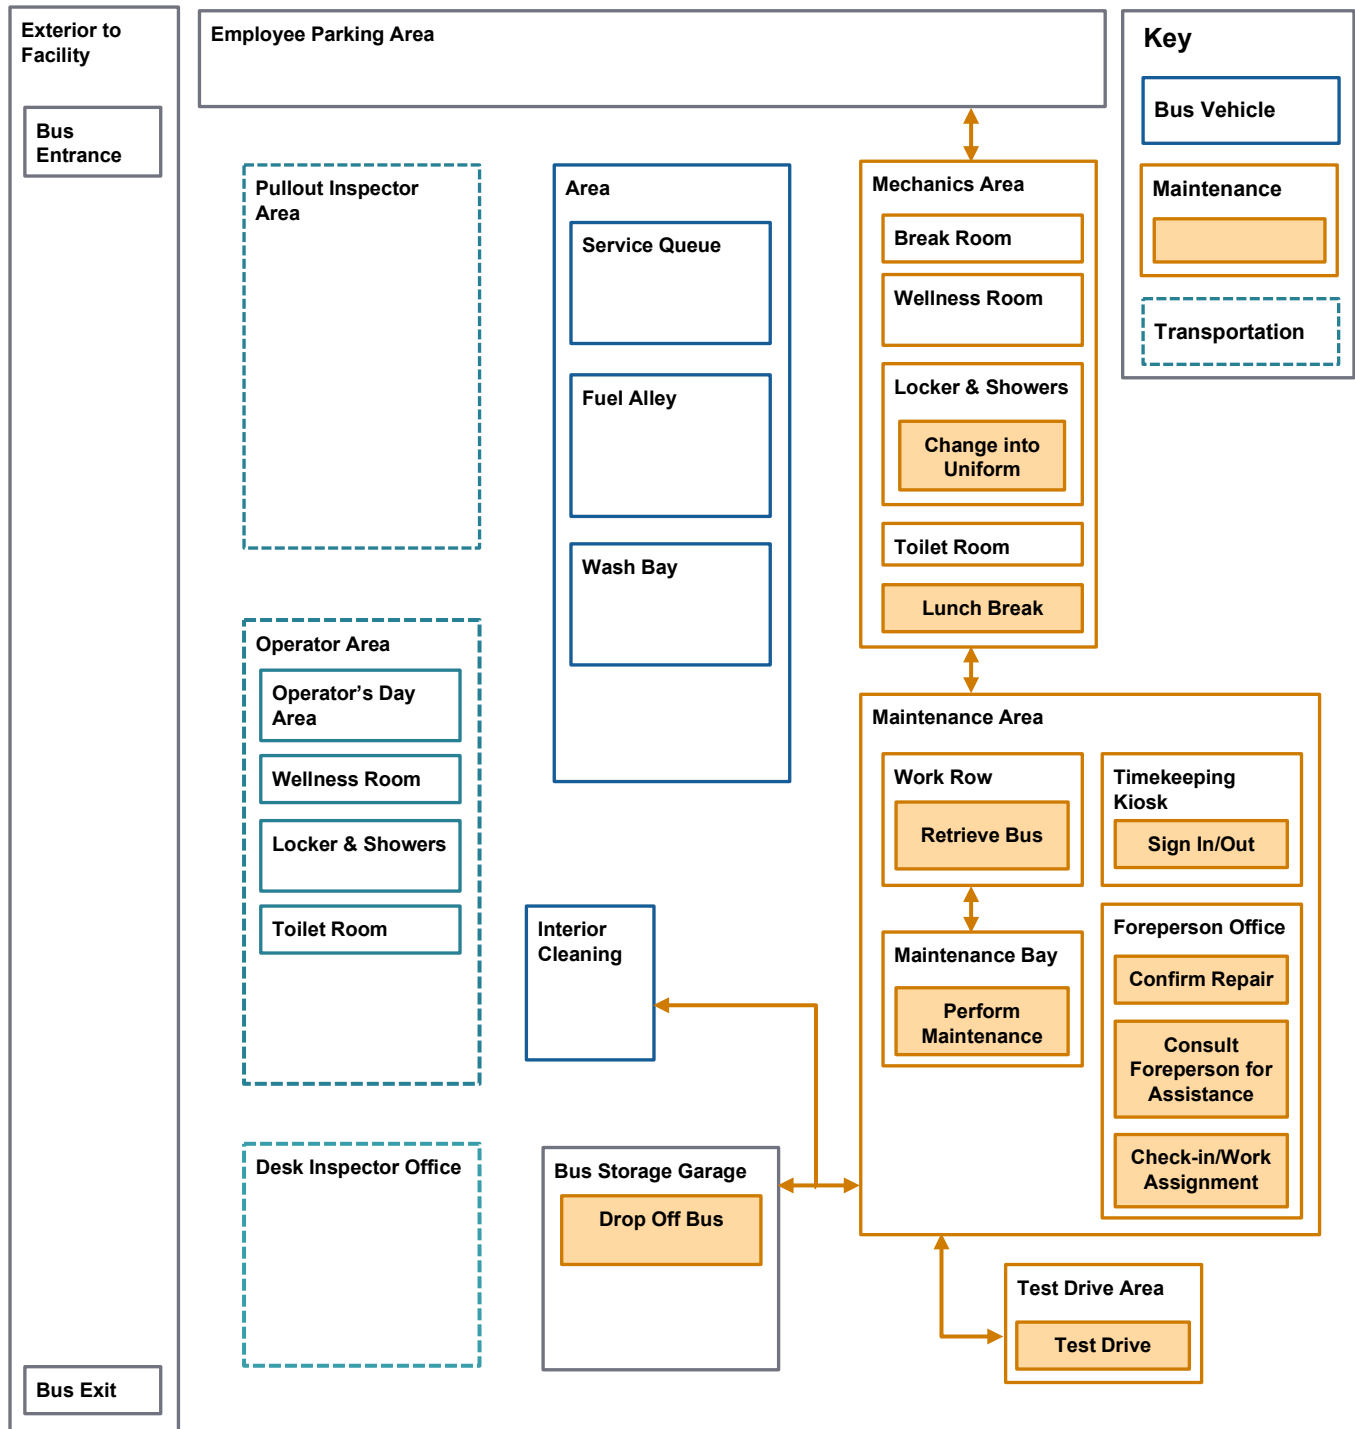 Exterior to
Facility
Bus
Entrance
Bus Exit
Employee Parking Area
Pullout Inspector
Area
Operator Area
Operator’s Day
Area
Wellness Room
Locker & Showers
Toilet Room
Desk Inspector Office
Area
Service Queue
Fuel Alley
Wash Bay
Interior
Cleaning
Bus Storage Garage
Drop Off Bus
Mechanics Area
Break Room
Wellness Room
Locker & Showers
Change into
Uniform
Toilet Room
Lunch Break
Maintenance Area
Work Row
Retrieve Bus
Maintenance Bay
Perform
Maintenance
Timekeeping
Kiosk
Sign In/Out
Foreperson Office
Confirm Repair
Consult
Foreperson for
Assistance
Check-in/Work
Assignment
Test Drive Area
Test Drive
Key
Bus Vehicle
Maintenance
Transportation